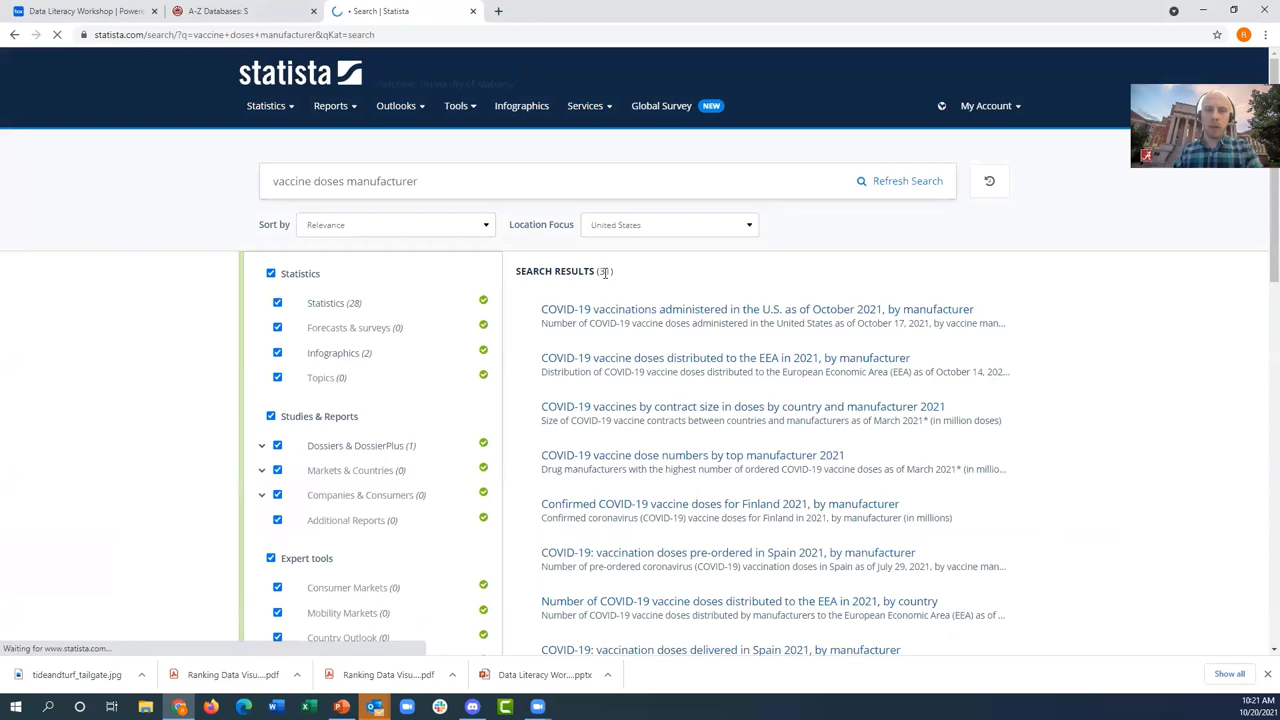 Data Literacy Workshop | Powe
A-Z Databases: S
• Search | Statista
statista.com/search/?q=vaccine+doses+manufacturer&qKat=search
R
statista
Welcome, University of Alabama
Statistics
Reports
Outlooks
Tools
Infographics
Services
Global Survey
NEW
My Account
vaccine doses manufacturer
Refresh Search
Sort by
Relevance
Location Focus
United States
Statistics
Statistics (28)
Forecasts & surveys (0)
Infographics (2)
Topics (0)
Studies & Reports
Dossiers & DossierPlus (1)
Markets & Countries (0)
Companies & Consumers (0)
Additional Reports (0)
Expert tools
Consumer Markets (0)
Mobility Markets (0)
Country Outlook (0)
SEARCH RESULTS (31)
COVID-19 vaccinations administered in the U.S. as of October 2021, by manufacturer
Number of COVID-19 vaccine doses administered in the United States as of October 17, 2021, by vaccine man...
COVID-19 vaccine doses distributed to the EEA in 2021, by manufacturer
Distribution of COVID-19 vaccine doses distributed to the European Economic Area (EEA) as of October 14, 202...
COVID-19 vaccines by contract size in doses by country and manufacturer 2021
Size of COVID-19 vaccine contracts between countries and manufacturers as of March 2021* (in million doses)
COVID-19 vaccine dose numbers by top manufacturer 2021
Drug manufacturers with the highest number of ordered COVID-19 vaccine doses as of March 2021* (in millio...
Confirmed COVID-19 vaccine doses for Finland 2021, by manufacturer
Confirmed coronavirus (COVID-19) vaccine doses for Finland in 2021, by manufacturer (in millions)
COVID-19: vaccination doses pre-ordered in Spain 2021, by manufacturer
Number of pre-ordered coronavirus (COVID-19) vaccination doses in Spain as of July 29, 2021, by vaccine man...
Number of COVID-19 vaccine doses distributed to the EEA in 2021, by country
Number of COVID-19 vaccine doses distributed by manufacturers to the European Economic Area (EEA) as of ...
COVID-19: vaccination doses delivered in Spain 2021, by manufacturer
Waiting for www.statista.com...
tideandturf_tailgate.jpg
Ranking Data Visu....pdf
Ranking Data Visu....pdf
Data Literacy Wor....pptx
Show all
10:21 AM
10/20/2021